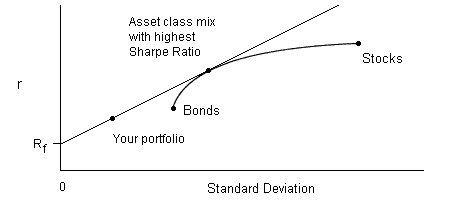 Asset class mix
with highest
Sharpe Ratio
Stocks
r
Bonds
Your portfolio
Rf
0
Standard Deviation